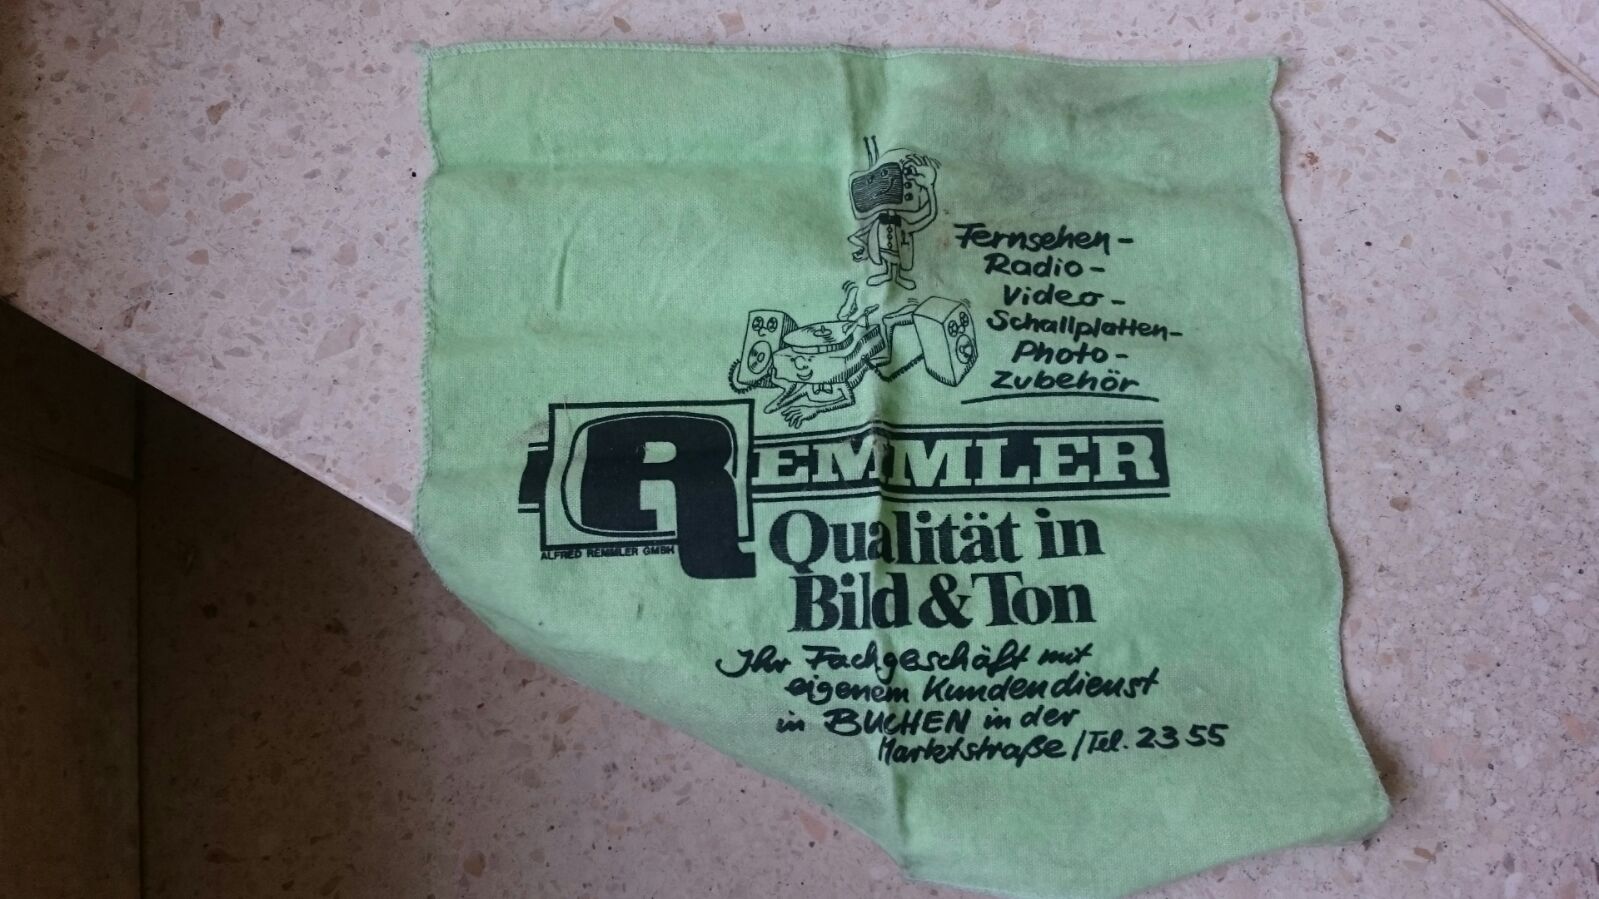 Fernsehen-
Radio-
Video-
Schallplatten-
Photo-
Zubehör
REMMLER
ALFRED REMMLER GMBH
Qualität in
Bild & Ton
Ihr Fachgeschäft mit
eigenem Kundendienst
in BUCHEN in der
Marktstraße / Tel. 23 55